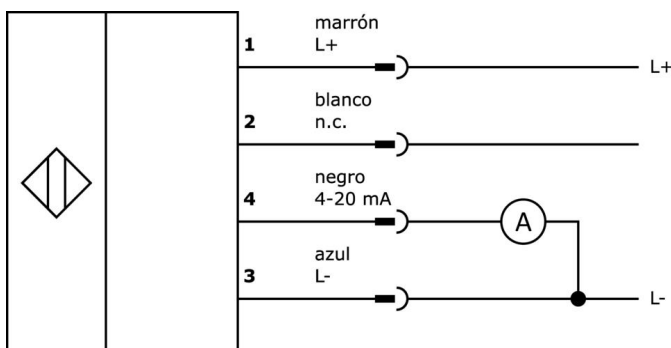 marrón
1 L+ L+
blanco
2 n.c.
negro
4 4-20 mA A
azul
3 L- L-